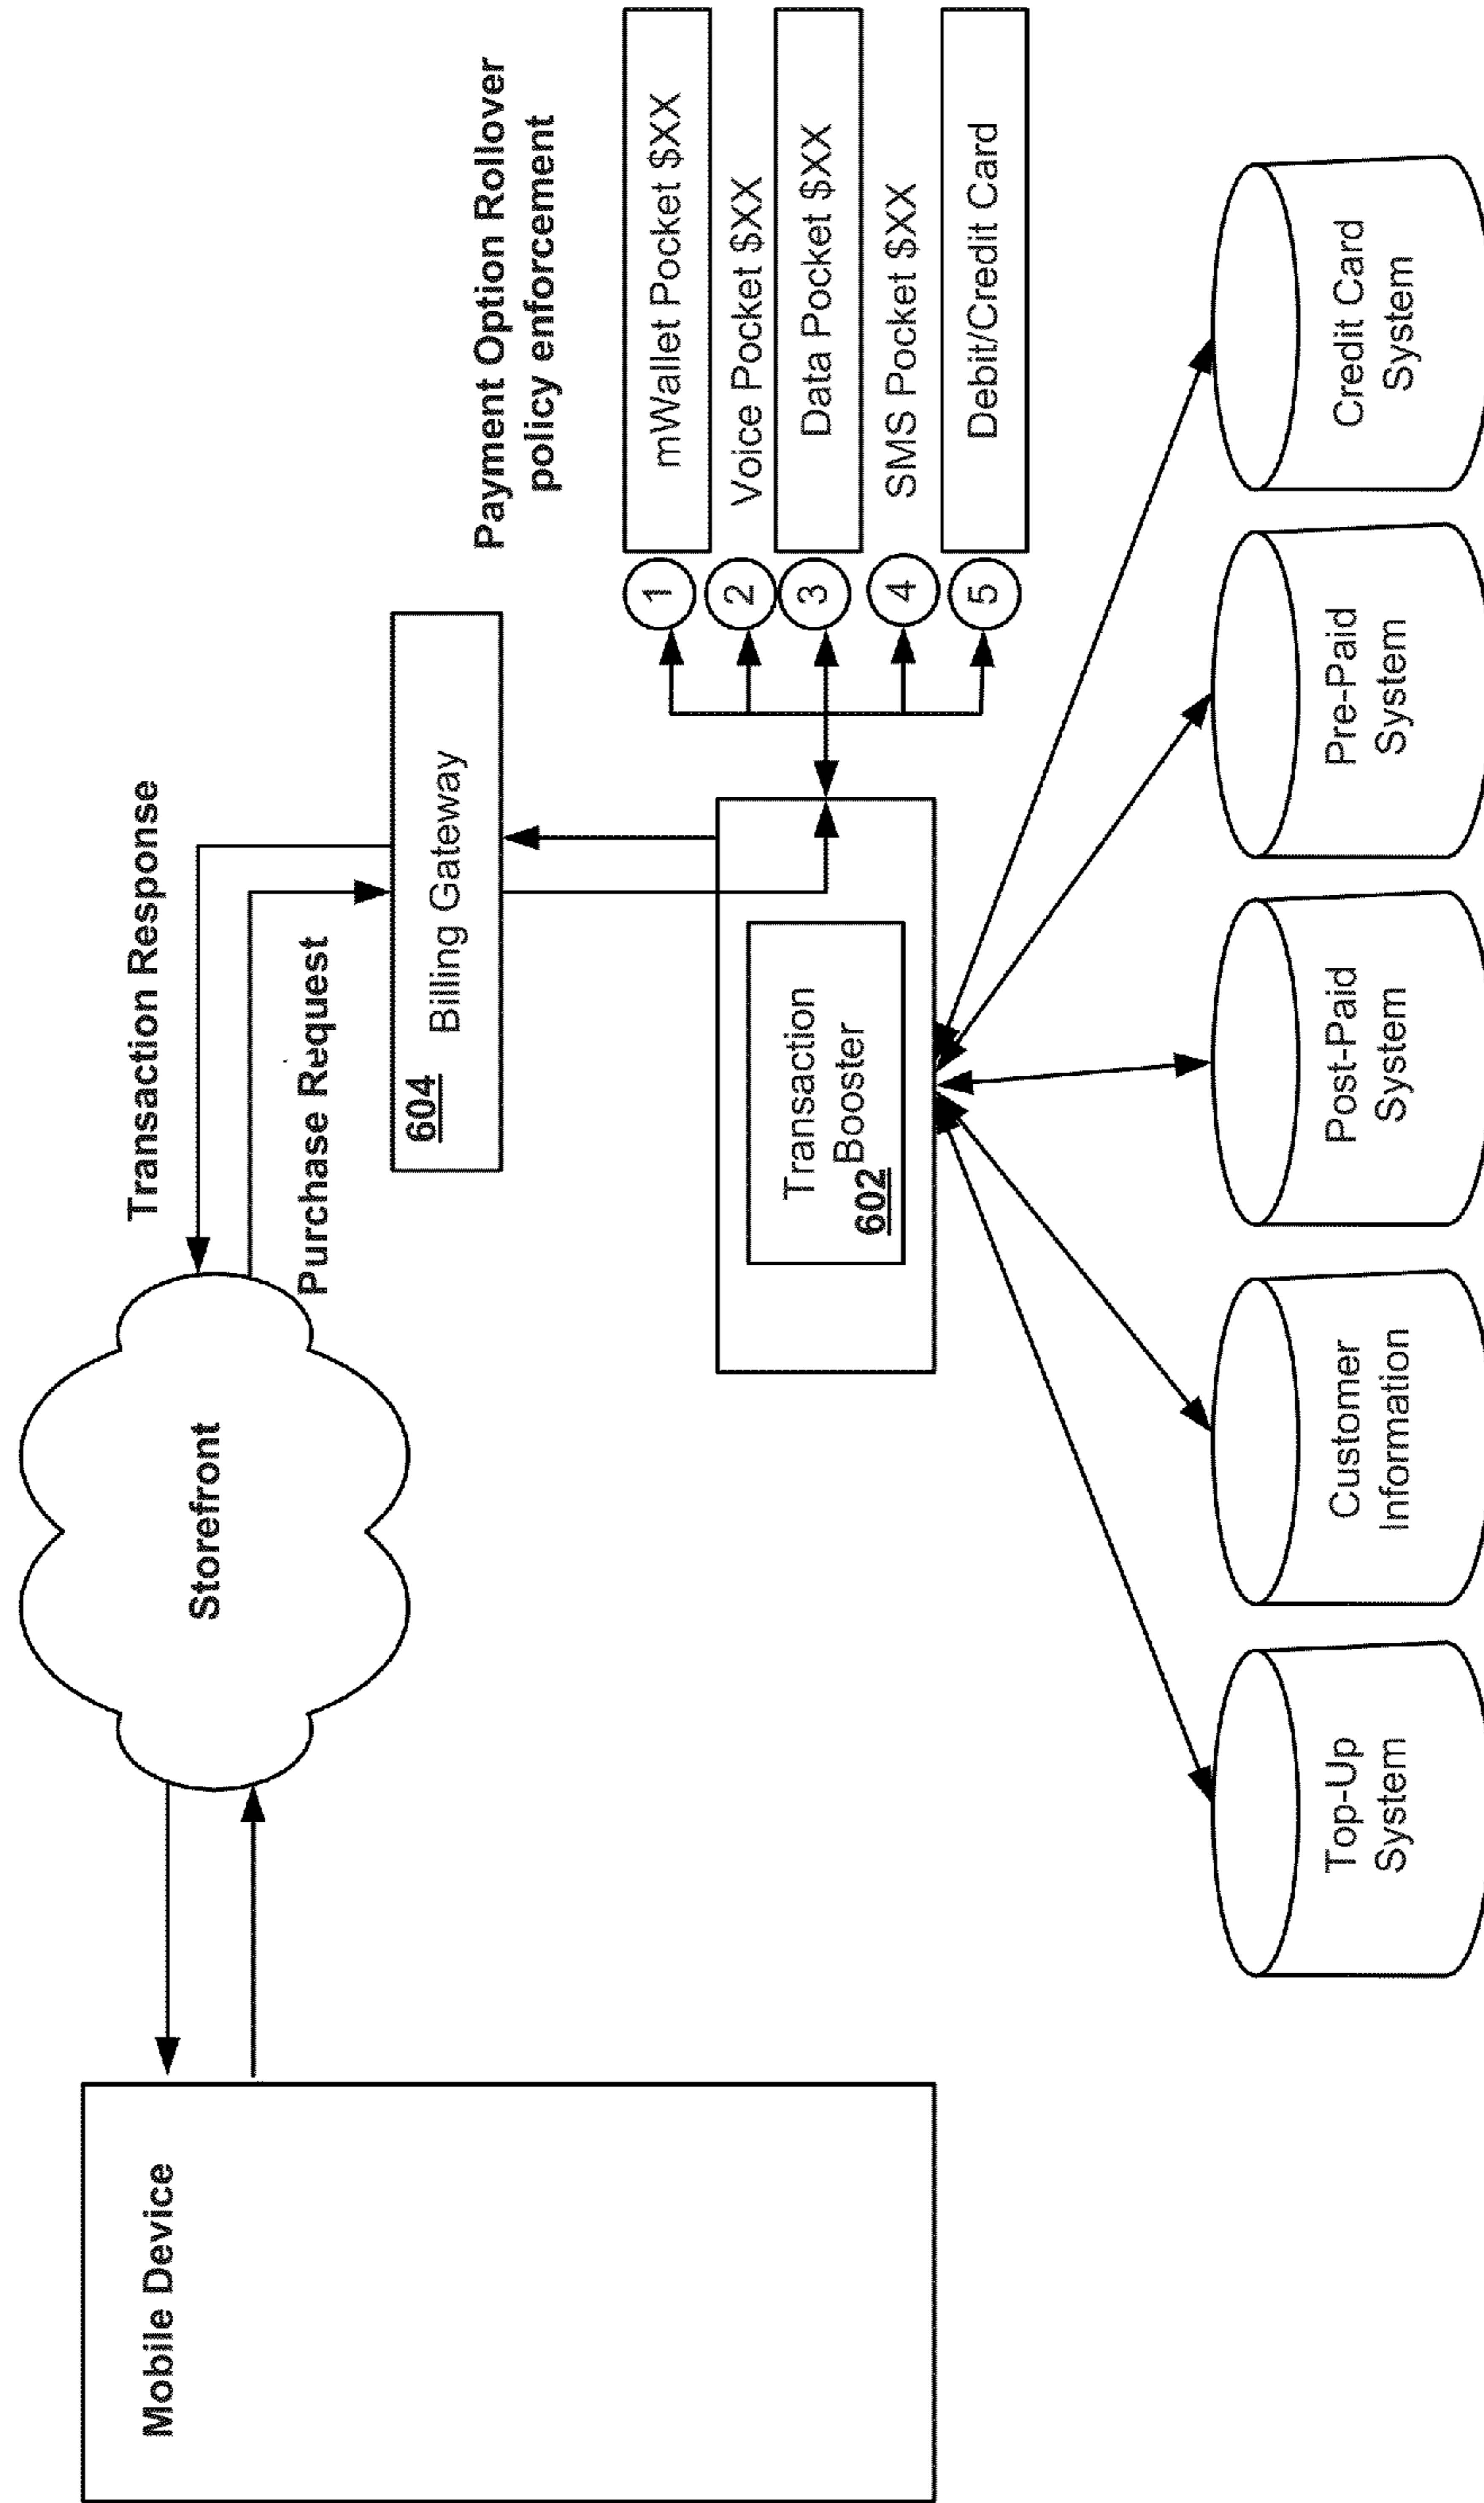 Mobile Device
Storefront
Transaction Response
Purchase Request
604
Billing Gateway
Transaction
Booster
602
Payment Option Rollover
policy enforcement
1
mWallet Pocket $XX
2
Voice Pocket $XX
3
Data Pocket $XX
4
SMS Pocket $XX
5
Debit/Credit Card
Top-Up
System
Customer
Information
Post-Paid
System
Pre-Paid
System
Credit Card
System